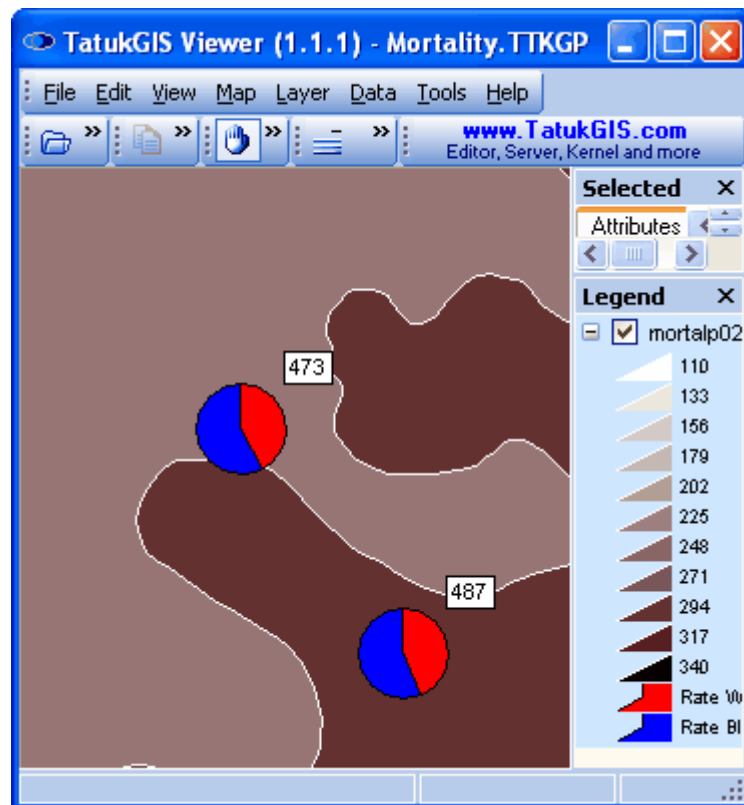 TatukGIS Viewer (1.1.1) - Mortality.TTKGP
File Edit View Map Layer Data Tools Help
www.TatukGIS.com
Editor, Server, Kernel and more
Selected
Attributes
Legend
mortalp02
110
133
156
179
202
225
248
271
294
317
340
Rate
Rate Bl
473
487